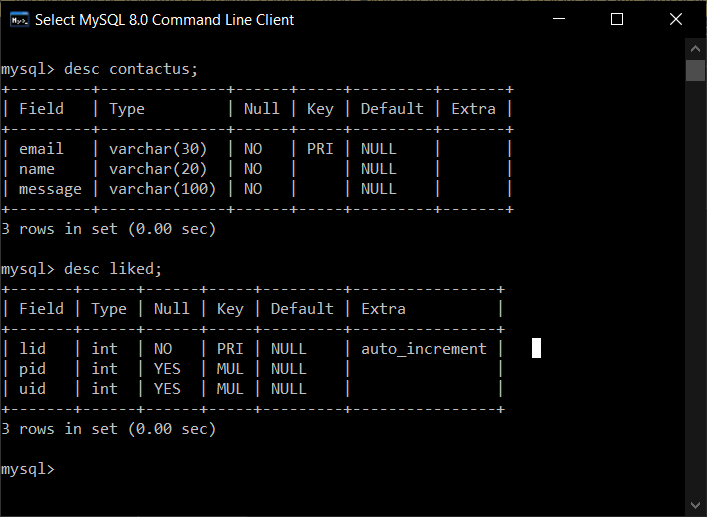 Select MySQL 8.0 Command Line Client
mysql> desc contactus;
+---------+--------------+------+-----+---------+-------+
| Field   | Type         | Null | Key | Default | Extra |
+---------+--------------+------+-----+---------+-------+
| email   | varchar(30)  | NO   | PRI | NULL    |       |
| name    | varchar(20)  | NO   |     | NULL    |       |
| message | varchar(100) | NO   |     | NULL    |       |
+---------+--------------+------+-----+---------+-------+
3 rows in set (0.00 sec)
mysql> desc liked;
+-------+------+------+-----+---------+----------------+
| Field | Type | Null | Key | Default | Extra          |
+-------+------+------+-----+---------+----------------+
| lid   | int  | NO   | PRI | NULL    | auto_increment |
| pid   | int  | YES  | MUL | NULL    |                |
| uid   | int  | YES  | MUL | NULL    |                |
+-------+------+------+-----+---------+----------------+
3 rows in set (0.00 sec)
mysql>